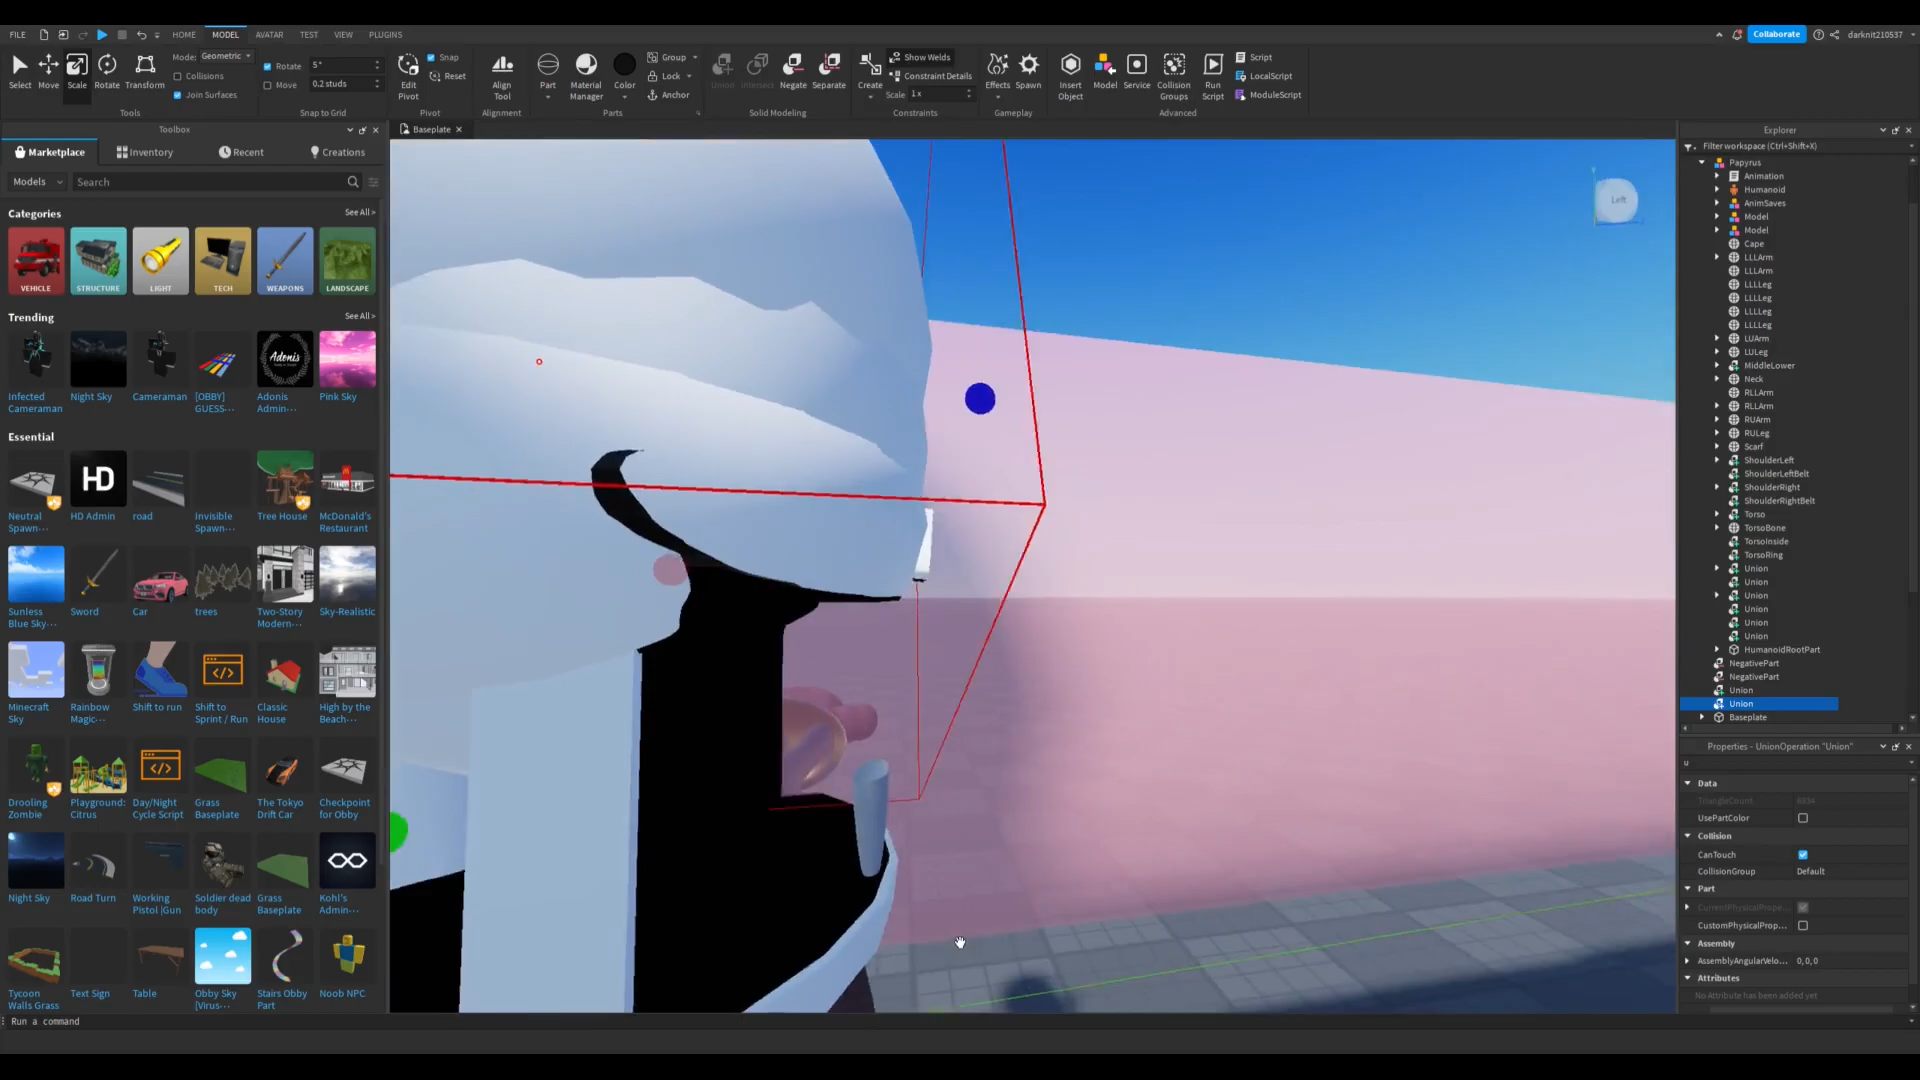 FILE HOME MODEL AVATAR TEST VIEW PLUGINS Collaborate darknit210537
Select Move Scale Rotate Transform Mode: Geometric Collisions Join Surfaces Tools
Rotate 5° Move 0.2 studs Snap to Grid
Edit Pivot Snap Reset Pivot
Align Tool Alignment
Part Material Manager Color Group Lock Anchor Parts
Union Intersect Negate Separate Solid Modeling
Create Show Welds Constraint Details Scale 1x Constraints
Effects Spawn Gameplay
Insert Object Model Service Collision Groups Run Script Script LocalScript ModuleScript Advanced
Toolbox
Marketplace Inventory Recent Creations
Models Search
Categories See All >
VEHICLE STRUCTURE LIGHT TECH WEAPONS LANDSCAPE
Trending See All >
Infected Cameraman
Night Sky
Cameraman
[OBBY] GUESS···
Adonis
Adonis Admin···
Pink Sky
Essential See All >
Neutral Spawn···
HD
HD Admin
road
Invisible Spawn···
Tree House
McDonald's Restaurant
Sunless Blue Sky···
Sword
Car
trees
Two-Story Modern···
Sky-Realistic
Minecraft Sky
Rainbow Magic···
Shift to run
Shift to Sprint / Run
Classic House
High by the Beach···
Drooling Zombie
Playground: Citrus
Day/Night Cycle Script
Grass Baseplate
The Tokyo Drift Car
Checkpoint for Obby
Night Sky
Road Turn
Working Pistol |Gun
Soldier dead body
Grass Baseplate
Kohl's Admin···
Tycoon Walls Grass
Text Sign
Table
Obby Sky [Virus···
Stairs Obby Part
Noob NPC
Run a command
Baseplate
Left
Explorer
Filter workspace (Ctrl+Shift+X)
Papyrus
Animation
Humanoid
AnimSaves
Model
Model
Cape
LLLArm
LLLArm
LLLLeg
LLLLeg
LLLLeg
LLLLeg
LUArm
LULeg
MiddleLower
Neck
RLLArm
RLLArm
RUArm
RULeg
Scarf
ShoulderLeft
ShoulderLeftBelt
ShoulderRight
ShoulderRightBelt
Torso
TorsoBone
TorsoInside
TorsoRing
Union
Union
Union
Union
Union
Union
HumanoidRootPart
NegativePart
NegativePart
Union
Union
Baseplate
Properties - UnionOperation "Union"
u
Data
TriangleCount 6934
UsePartColor
Collision
CanTouch
CollisionGroup Default
Part
CurrentPhysicalPrope...
CustomPhysicalProp...
Assembly
AssemblyAngularVelo... 0, 0, 0
Attributes
No Attribute has been added yet